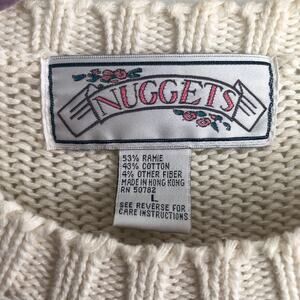 NUGGETS
53% RAMIE
43% COTTON
4% OTHER FIBER
MADE IN HONG KONG
RN 50782
L
SEE REVERSE FOR
CARE INSTRUCTIONS